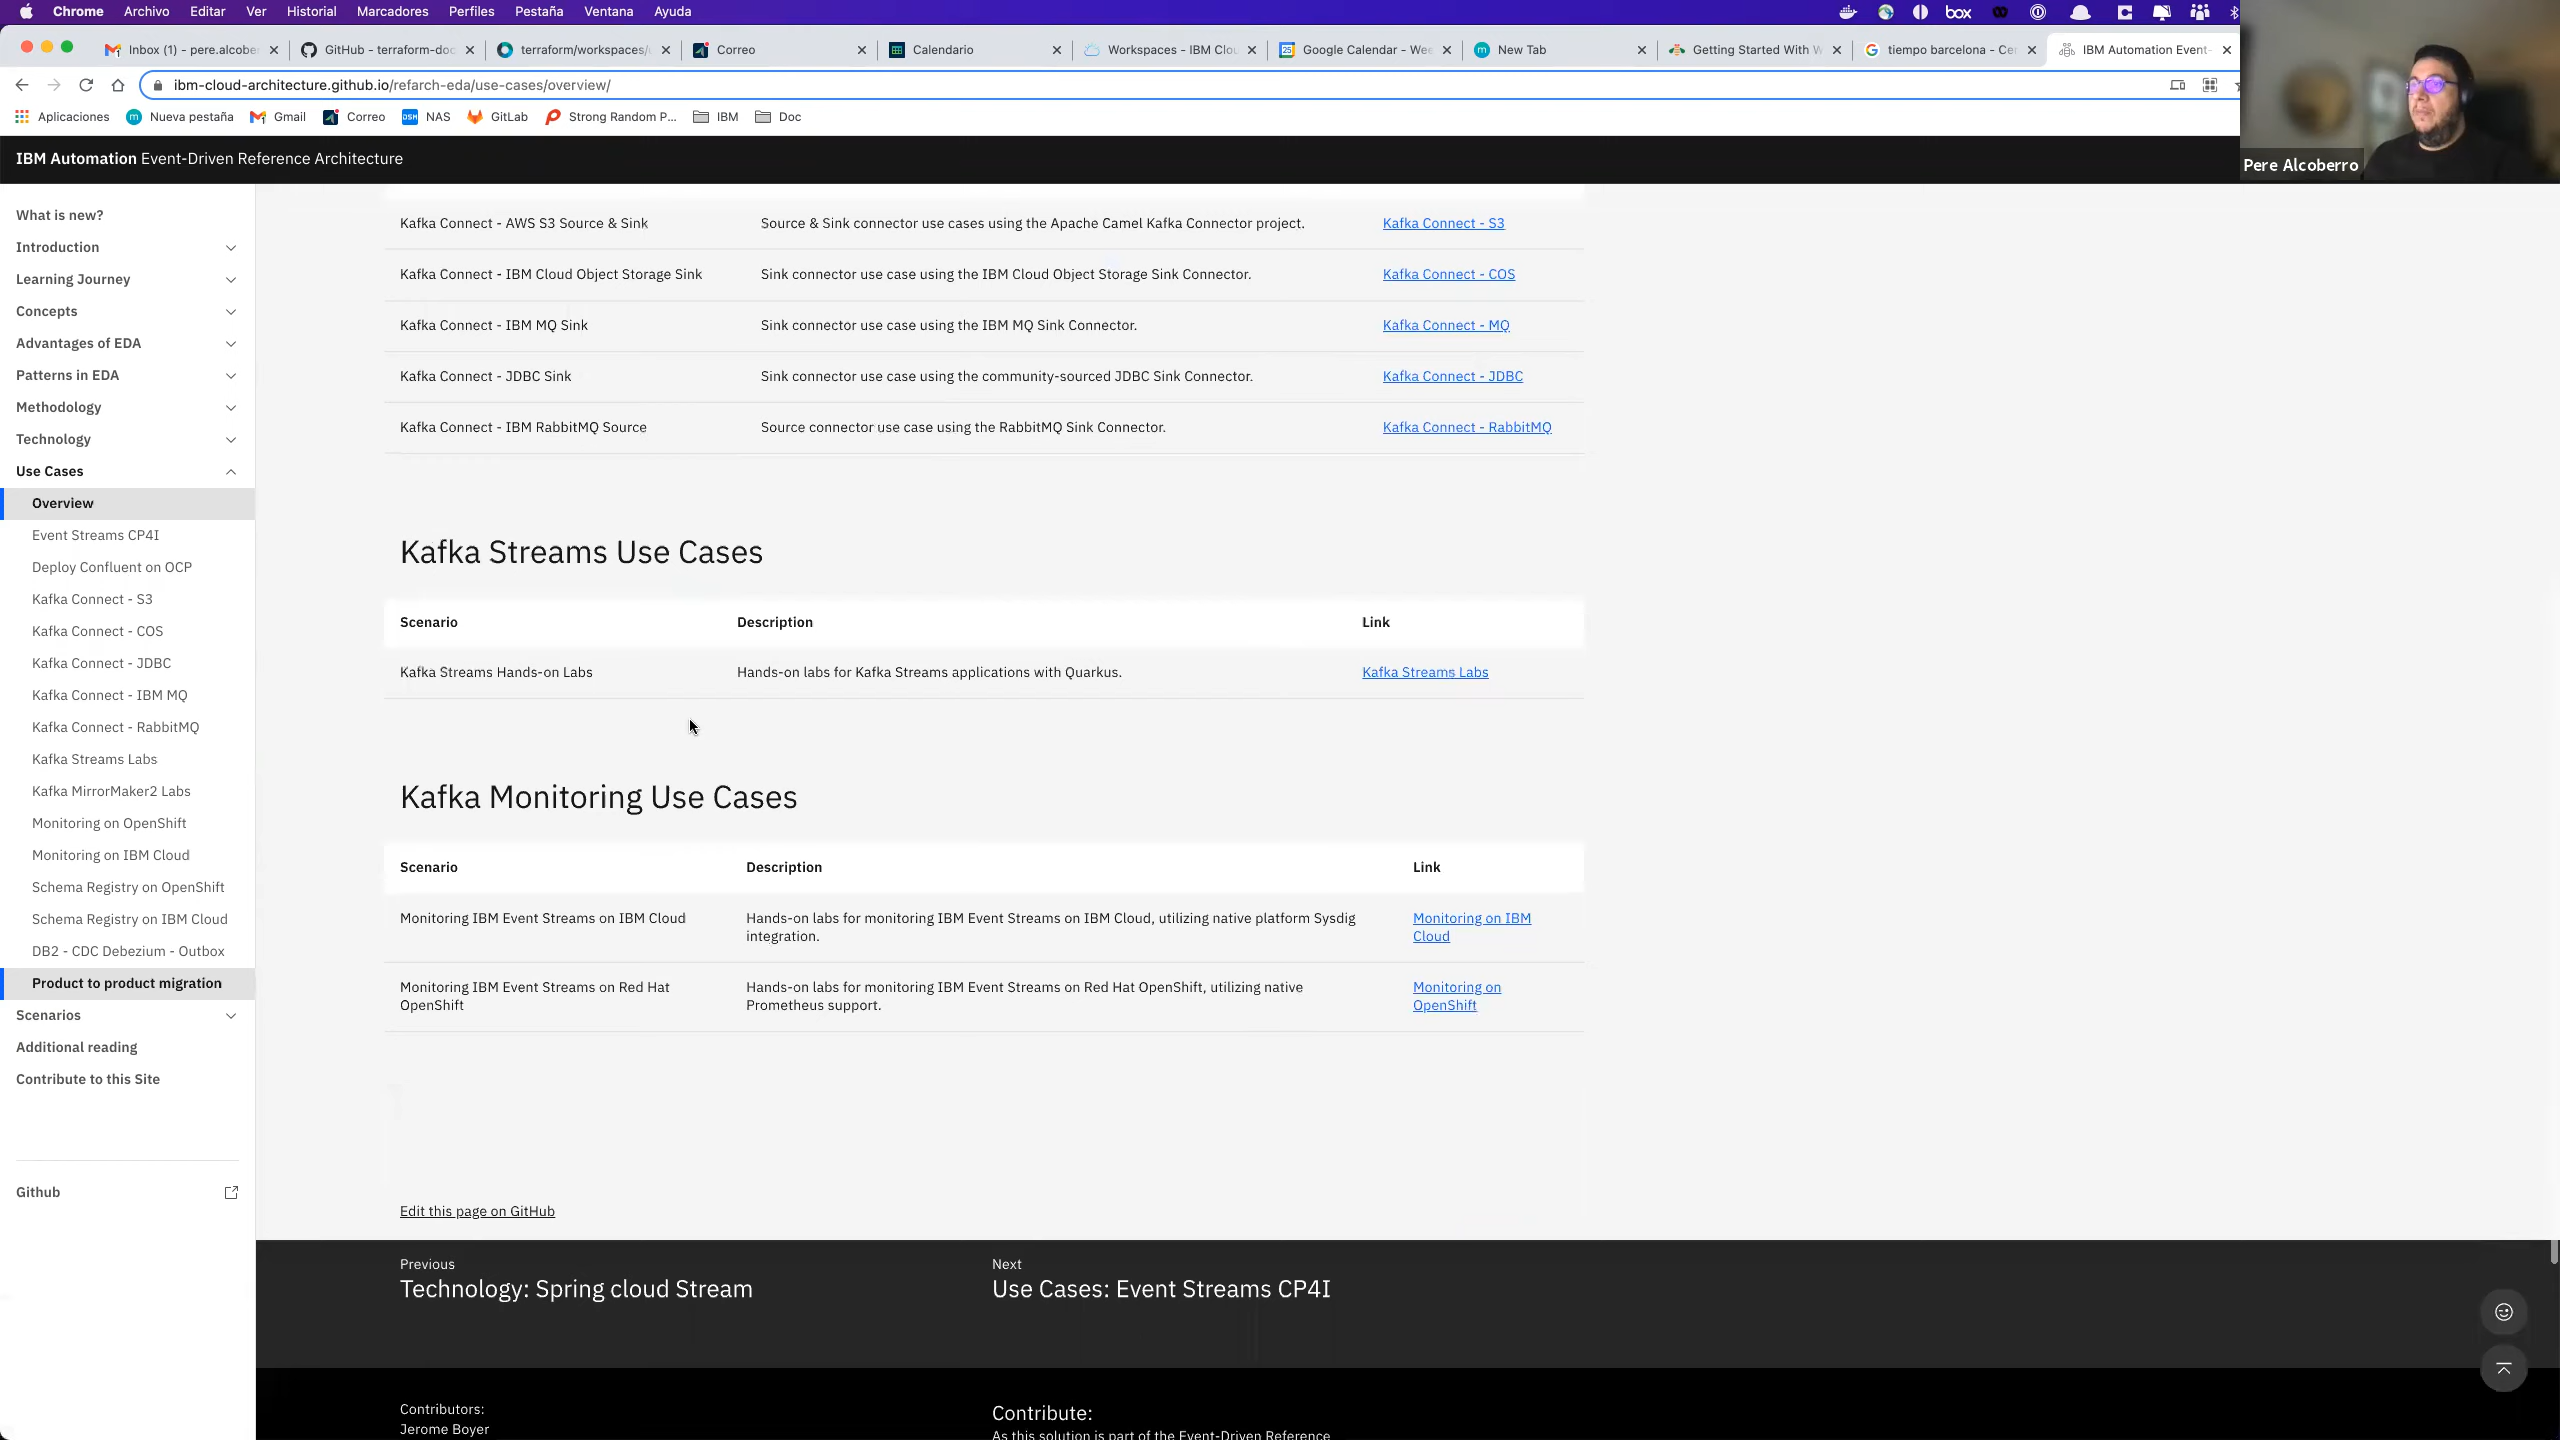 Chrome Archivo Editar Ver Historial Marcadores Perfiles Pestaña Ventana Ayuda
box
Inbox (1) - pere.alcobe
GitHub - terraform-doc
terraform/workspaces/
Correo
Calendario
Workspaces - IBM Clou
Google Calendar - Wee
New Tab
Getting Started With W
tiempo barcelona - Ce
IBM Automation Event-
ibm-cloud-architecture.github.io/refarch-eda/use-cases/overview/
Aplicaciones Nueva pestaña Gmail Correo NAS GitLab Strong Random P... IBM Doc
Pere Alcoberro
IBM Automation Event-Driven Reference Architecture
What is new?
Introduction
Learning Journey
Concepts
Advantages of EDA
Patterns in EDA
Methodology
Technology
Use Cases
Overview
Event Streams CP4I
Deploy Confluent on OCP
Kafka Connect - S3
Kafka Connect - COS
Kafka Connect - JDBC
Kafka Connect - IBM MQ
Kafka Connect - RabbitMQ
Kafka Streams Labs
Kafka MirrorMaker2 Labs
Monitoring on OpenShift
Monitoring on IBM Cloud
Schema Registry on OpenShift
Schema Registry on IBM Cloud
DB2 - CDC Debezium - Outbox
Product to product migration
Scenarios
Additional reading
Contribute to this Site
Github
Kafka Connect - AWS S3 Source & Sink Source & Sink connector use cases using the Apache Camel Kafka Connector project. Kafka Connect - S3
Kafka Connect - IBM Cloud Object Storage Sink Sink connector use case using the IBM Cloud Object Storage Sink Connector. Kafka Connect - COS
Kafka Connect - IBM MQ Sink Sink connector use case using the IBM MQ Sink Connector. Kafka Connect - MQ
Kafka Connect - JDBC Sink Sink connector use case using the community-sourced JDBC Sink Connector. Kafka Connect - JDBC
Kafka Connect - IBM RabbitMQ Source Source connector use case using the RabbitMQ Sink Connector. Kafka Connect - RabbitMQ
Kafka Streams Use Cases
Scenario Description Link
Kafka Streams Hands-on Labs Hands-on labs for Kafka Streams applications with Quarkus. Kafka Streams Labs
Kafka Monitoring Use Cases
Scenario Description Link
Monitoring IBM Event Streams on IBM Cloud Hands-on labs for monitoring IBM Event Streams on IBM Cloud, utilizing native platform Sysdig Monitoring on IBM
integration. Cloud
Monitoring IBM Event Streams on Red Hat Hands-on labs for monitoring IBM Event Streams on Red Hat OpenShift, utilizing native Monitoring on
OpenShift Prometheus support. OpenShift
Edit this page on GitHub
Previous Next
Technology: Spring cloud Stream Use Cases: Event Streams CP4I
Contributors: Contribute:
Jerome Boyer As this solution is part of the Event-Driven Reference